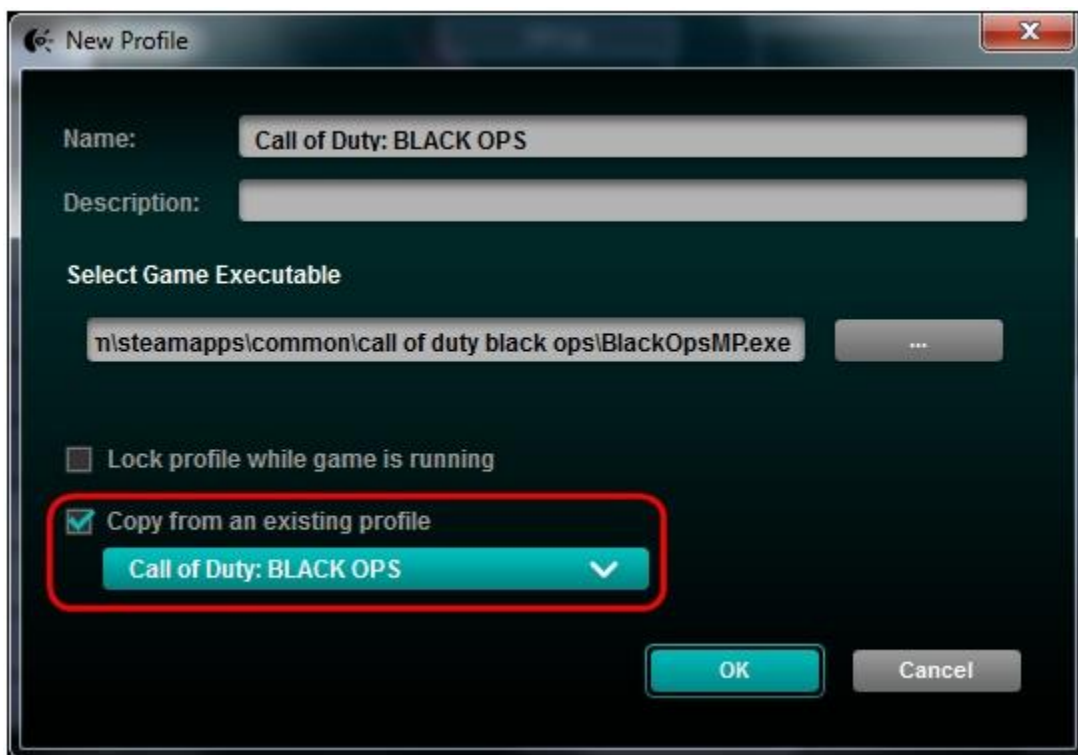 New Profile
Name: Call of Duty: BLACK OPS
Description:
Select Game Executable
n\steamapps\common\call of duty black ops\BlackOpsMP.exe ...
Lock profile while game is running
Copy from an existing profile
Call of Duty: BLACK OPS
OK Cancel